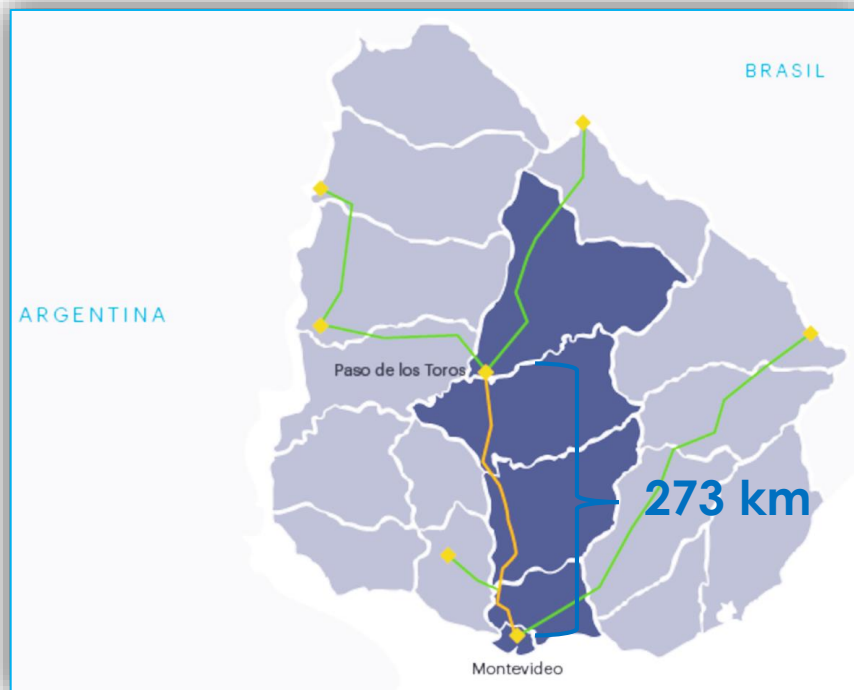 BRASIL
ARGENTINA
Paso de los Toros
273 km
Montevideo